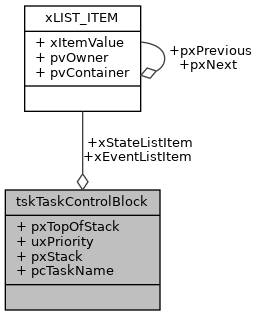 xLIST_ITEM
+ xItemValue
+ pvOwner
+ pvContainer
+pxPrevious
+pxNext
+xStateListItem
+xEventListItem
tskTaskControlBlock
+ pxTopOfStack
+ uxPriority
+ pxStack
+ pcTaskName